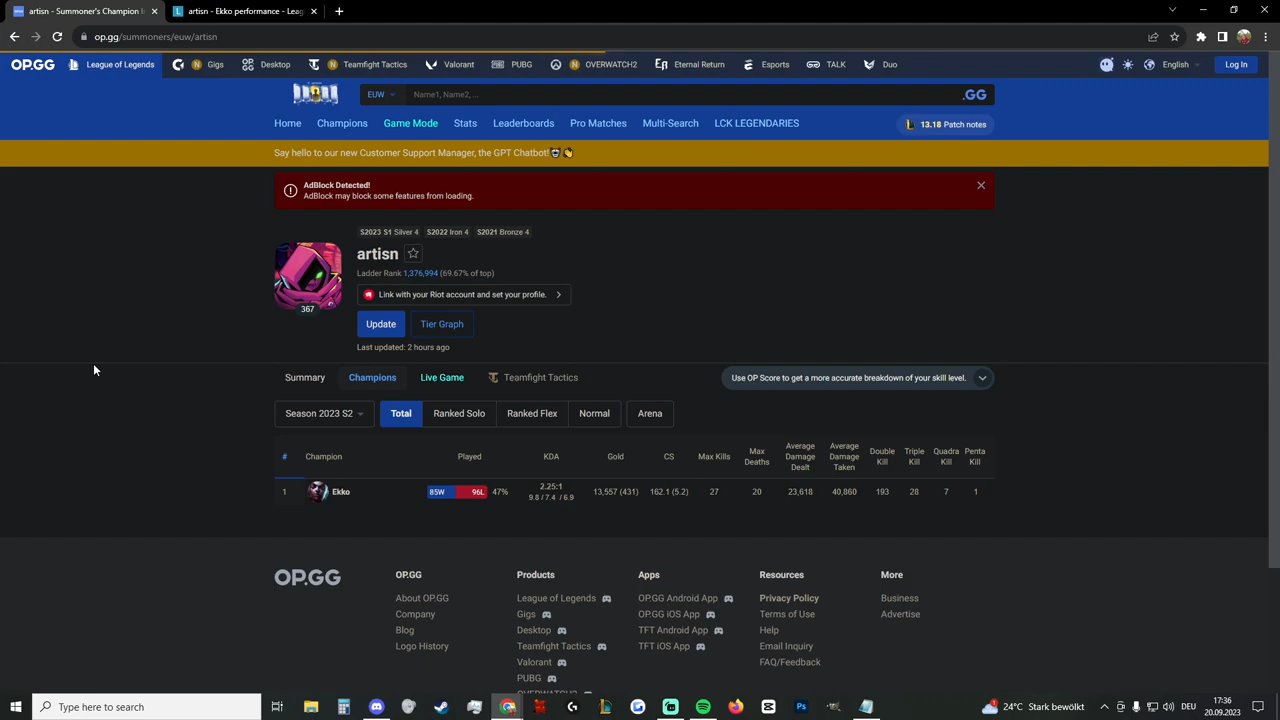 artisn - Summoner's Champion I
artisn - Ekko performance - Leag
op.gg/summoners/euw/artisn
OP.GG League of Legends Gigs Desktop Teamfight Tactics Valorant PUBG OVERWATCH2 Eternal Return Esports TALK Duo English Log In
EUW Name1, Name2, ... .GG
Home Champions Game Mode Stats Leaderboards Pro Matches Multi-Search LCK LEGENDARIES 13.18 Patch notes
Say hello to our new Customer Support Manager, the GPT Chatbot!
AdBlock Detected!
AdBlock may block some features from loading.
S2023 S1 Silver 4 S2022 Iron 4 S2021 Bronze 4
artisn
Ladder Rank 1,376,994 (69.67% of top)
Link with your Riot account and set your profile.
367
Update Tier Graph
Last updated: 2 hours ago
Summary Champions Live Game Teamfight Tactics Use OP Score to get a more accurate breakdown of your skill level.
Season 2023 S2 Total Ranked Solo Ranked Flex Normal Arena
# Champion Played KDA Gold CS Max Kills Max Deaths Average Damage Dealt Average Damage Taken Double Kill Triple Kill Quadra Kill Penta Kill
1 Ekko 85W 96L 47% 2.25:1 13,557 (431) 162.1 (5.2) 27 20 23,618 40,860 193 28 7 1
9.8 / 7.4 / 6.9
OP.GG OP.GG Products Apps Resources More
About OP.GG League of Legends OP.GG Android App Privacy Policy Business
Company Gigs OP.GG iOS App Terms of Use Advertise
Blog Desktop TFT Android App Help
Logo History Teamfight Tactics TFT iOS App Email Inquiry
Valorant FAQ/Feedback
PUBG
OVERWATCH2
Type here to search 24°C Stark bewölkt DEU 17:36
20.09.2023